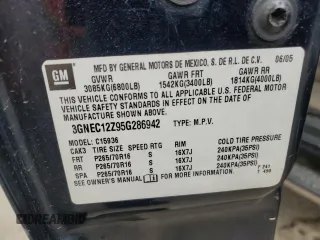 GM
MFD BY GENERAL MOTORS DE MEXICO, S. DE R.L. DE C.V. 06/05
GVWR GAWR FRT GAWR RR
3085KG(6800LB) 1542KG(3400LB) 1814KG(4000LB)
THIS VEHICLE CONFORMS TO ALL APPLICABLE U.S.
FEDERAL MOTOR VEHICLE SAFETY AND THEFT
PREVENTION STANDARDS IN EFFECT ON THE DATE OF
MANUFACTURE SHOWN ABOVE.
3GNEC12Z95G286942 TYPE: M.P.V.
MODEL: C15936
CAK3 TIRE SIZE SPEED RTG RIM COLD TIRE PRESSURE
FRT P265/70R16 S 16X7J 240KPA(35PSI)
RR P265/70R16 S 16X7J 240KPA(35PSI)
SPA P265/70R16 S 16X7J 240KPA(35PSI)
SEE OWNER'S MANUAL FOR MORE INFORMATION.